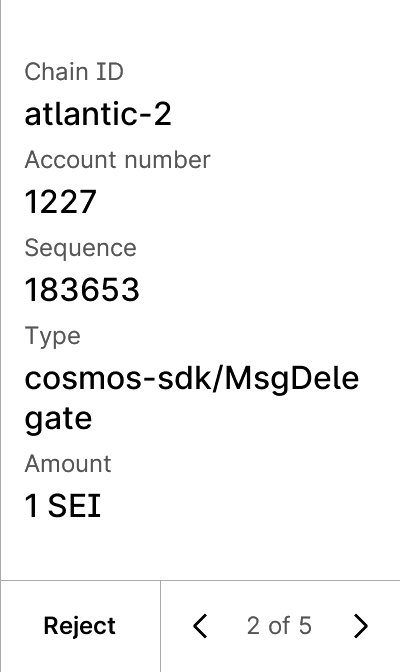 Chain ID
atlantic-2
Account number
1227
Sequence
183653
Type
cosmos-sdk/MsgDele
gate
Amount
1 SEI
Reject
2 of 5